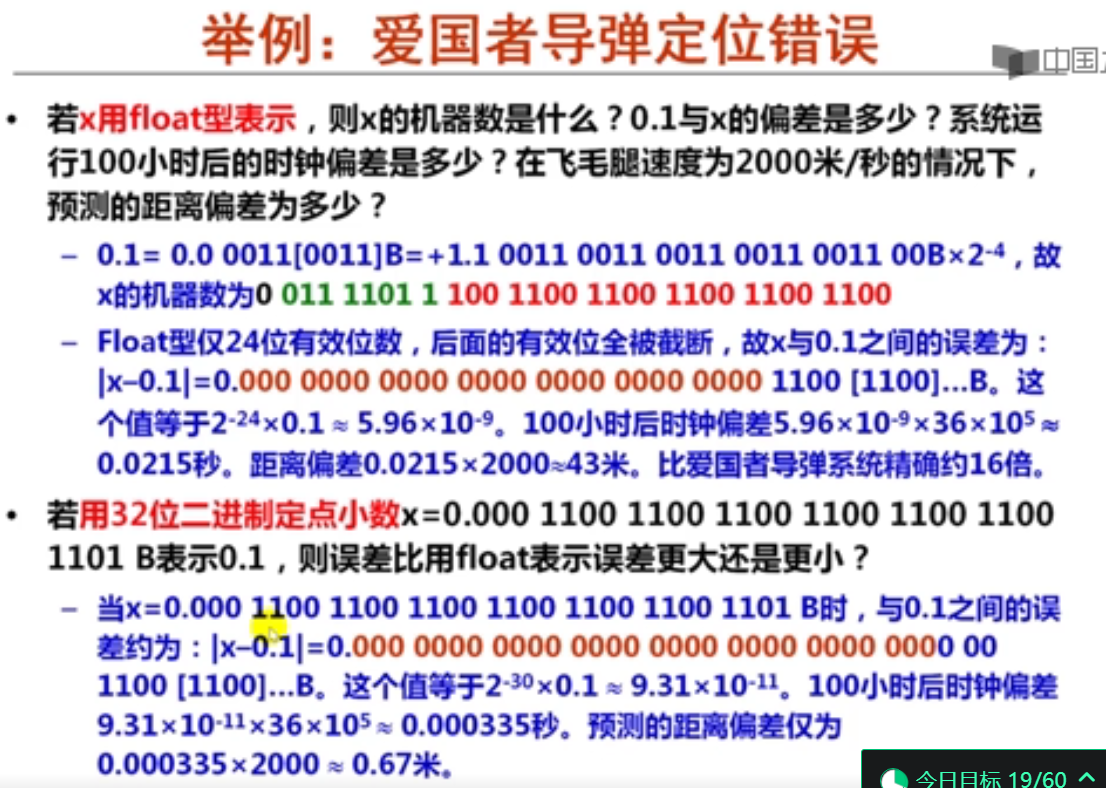 举例：爱国者导弹定位错误
中国
• 若x用float型表示，则x的机器数是什么？0.1与x的偏差是多少？系统运
行100小时后的时钟偏差是多少？在飞毛腿速度为2000米/秒的情况下，
预测的距离偏差为多少？
– 0.1= 0.0 0011[0011]B=+1.1 0011 0011 0011 0011 0011 00B×2-4，故
x的机器数为0 011 1101 1 100 1100 1100 1100 1100 1100
– Float型仅24位有效位数，后面的有效位全被截断，故x与0.1之间的误差为：
|x–0.1|=0.000 0000 0000 0000 0000 0000 0000 1100 [1100]...B。这
个值等于2-24×0.1 ≈ 5.96×10-9。100小时后时钟偏差5.96×10-9×36×105≈
0.0215秒。距离偏差0.0215×2000≈43米。比爱国者导弹系统精确约16倍。
• 若用32位二进制定点小数x=0.000 1100 1100 1100 1100 1100 1100
1101 B表示0.1，则误差比用float表示误差更大还是更小？
– 当x=0.000 1100 1100 1100 1100 1100 1100 1101 B时，与0.1之间的误
差约为：|x–0.1|=0.000 0000 0000 0000 0000 0000 0000 0000 00
1100 [1100]...B。这个值等于2-30×0.1 ≈ 9.31×10-11。100小时后时钟偏差
9.31×10-11×36×105≈ 0.000335秒。预测的距离偏差仅为
0.000335×2000 ≈ 0.67米。
今日目标 19/60